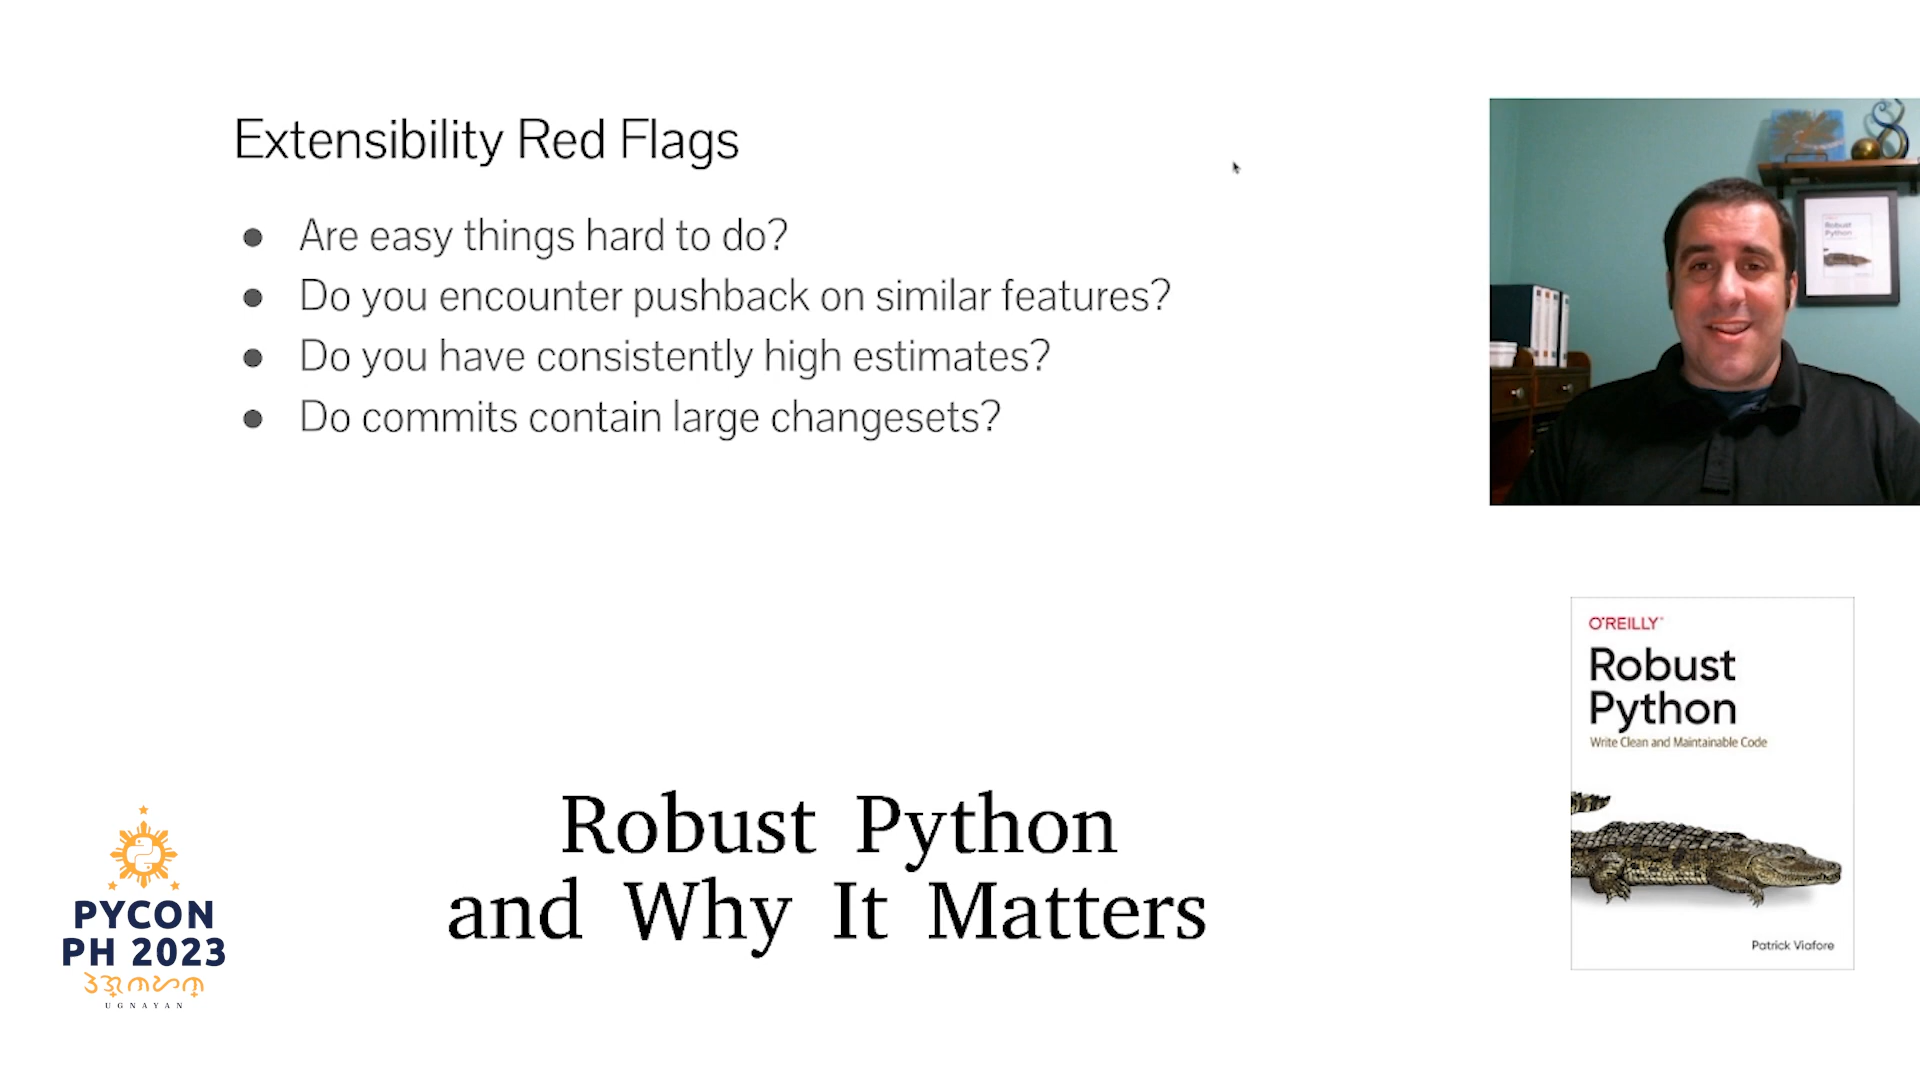 Extensibility Red Flags
● Are easy things hard to do?
● Do you encounter pushback on similar features?
● Do you have consistently high estimates?
● Do commits contain large changesets?
Robust
Python
O'REILLY
Robust
Python
Write Clean and Maintainable Code
Patrick Viafore
Robust Python
and Why It Matters
PYCON
PH 2023
UGNAYAN